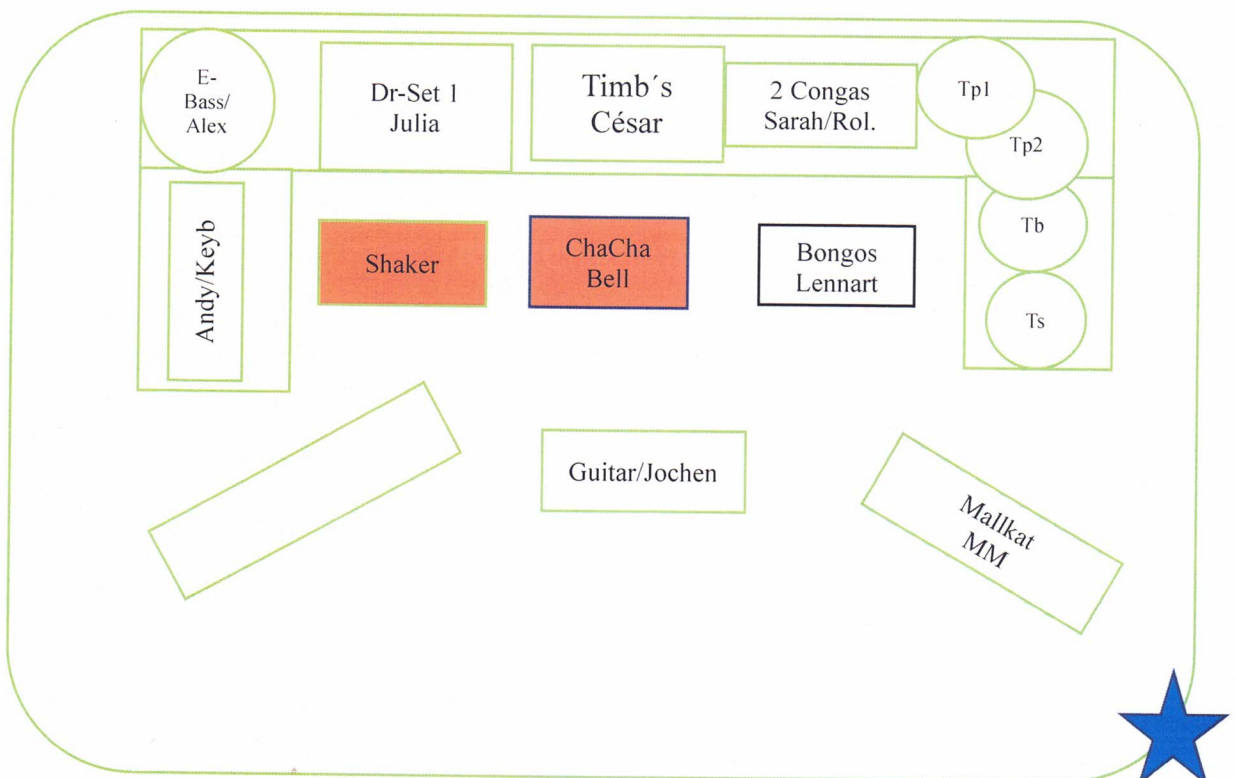 E-
Bass/
Alex
Dr-Set 1
Julia
Timb´s
César
2 Congas
Sarah/Rol.
Tp1
Tp2
Andy/Keyb
Shaker
ChaCha
Bell
Bongos
Lennart
Tb
Ts
Guitar/Jochen
Mallkat
MM